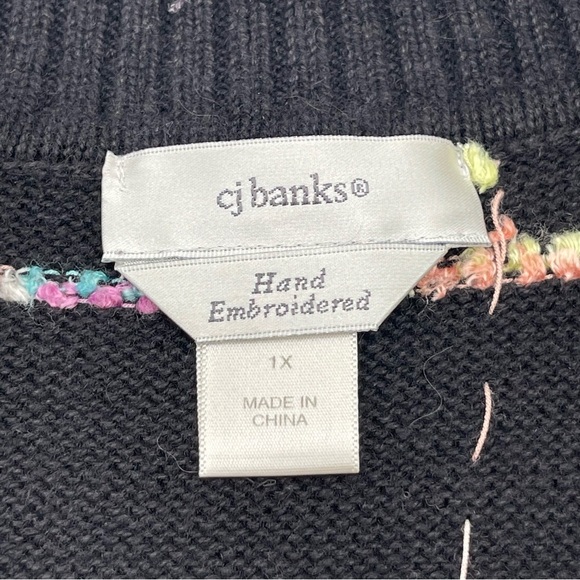 cj banks®
Hand
Embroidered
1X
MADE IN
CHINA